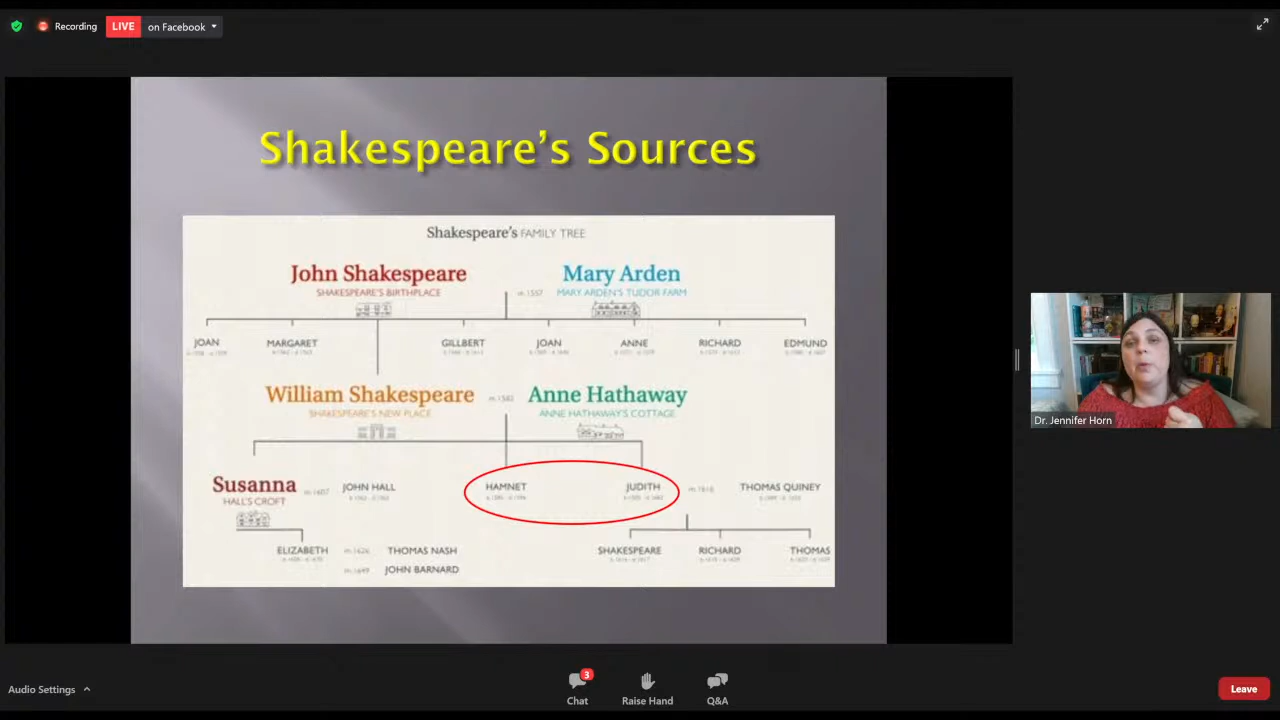 Recording LIVE on Facebook
Shakespeare's Sources
Shakespeare's FAMILY TREE
John Shakespeare Mary Arden
SHAKESPEARE'S BIRTHPLACE m.1557 MARY ARDEN'S TUDOR FARM
JOAN MARGARET GILLBERT JOAN ANNE RICHARD EDMUND
William Shakespeare m.1582 Anne Hathaway
SHAKESPEARE'S NEW PLACE ANNE HATHAWAY'S COTTAGE
Susanna m.1607 JOHN HALL HAMNET JUDITH m.1616 THOMAS QUINEY
HALL'S CROFT
ELIZABETH m.1626 THOMAS NASH SHAKESPEARE RICHARD THOMAS
m.1649 JOHN BARNARD
Dr. Jennifer Horn
Audio Settings
3
Chat Raise Hand Q&A
Leave